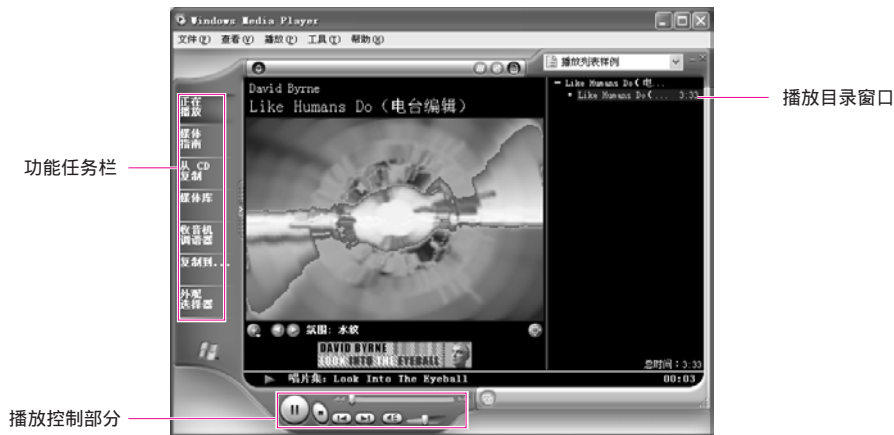 Windows Media Player
文件(F) 查看(V) 播放(P) 工具(T) 帮助(H)
播放列表样例
David Byrne
Like Humans Do（电台编辑）
Like Humans Do（电...
Like Humans Do(... 3:33
播放目录窗口
功能任务栏
正在
播放
媒体
指南
从 CD
复制
媒体库
收音机
调谐器
复制到...
外观
选择器
氛围: 水纹
DAVID BYRNE
LOOK INTO THE EYEBALL
总时间：3:33
唱片集: Look Into The Eyeball
00:03
播放控制部分